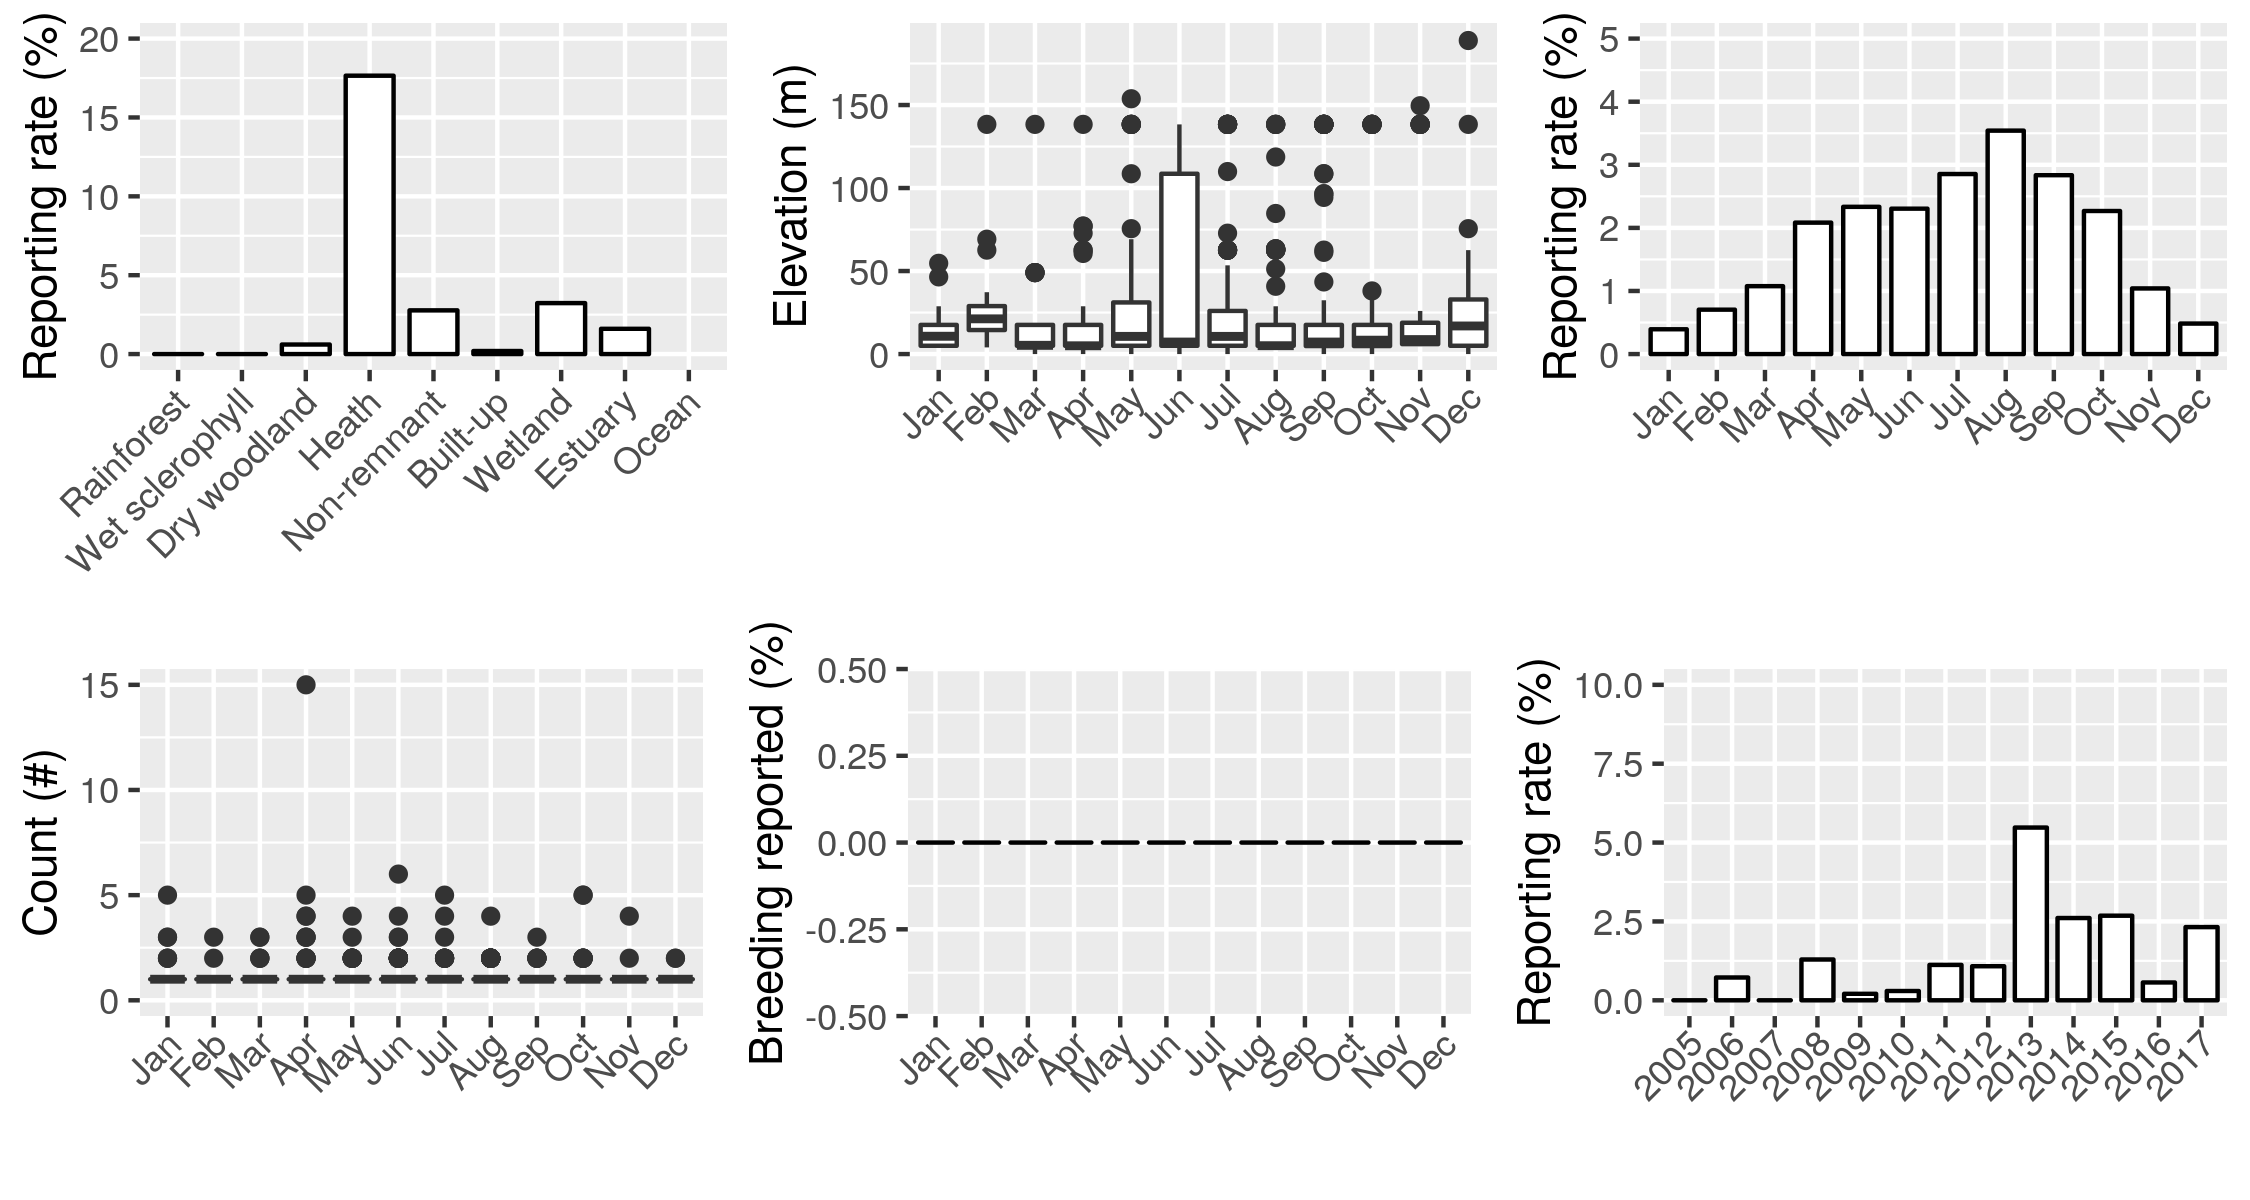 Reporting rate (%)
20
15
10
5
0
Rainforest
Wet sclerophyll
Dry woodland
Heath
Non-remnant
Built-up
Wetland
Estuary
Ocean
Elevation (m)
150
100
50
0
Jan
Feb
Mar
Apr
May
Jun
Jul
Aug
Sep
Oct
Nov
Dec
Reporting rate (%)
5
4
3
2
1
0
Jan
Feb
Mar
Apr
May
Jun
Jul
Aug
Sep
Oct
Nov
Dec
Count (#)
15
10
5
0
Jan
Feb
Mar
Apr
May
Jun
Jul
Aug
Sep
Oct
Nov
Dec
Breeding reported (%)
0.50
0.25
0.00
-0.25
-0.50
Jan
Feb
Mar
Apr
May
Jun
Jul
Aug
Sep
Oct
Nov
Dec
Reporting rate (%)
10.0
7.5
5.0
2.5
0.0
2005
2006
2007
2008
2009
2010
2011
2012
2013
2014
2015
2016
2017